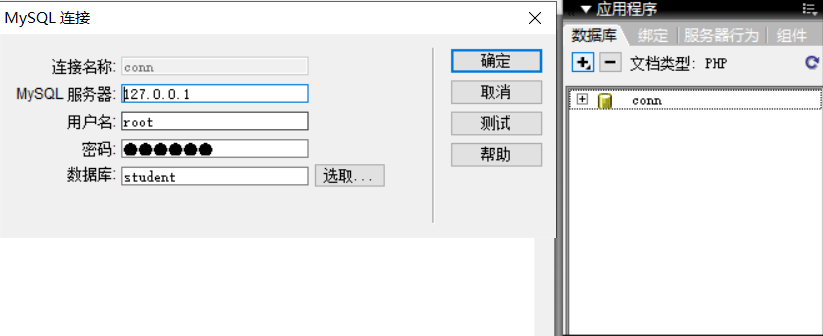 MySQL 连接
连接名称: conn
MySQL 服务器: 127.0.0.1
用户名: root
密码: ●●●●●●
数据库: student
选取...
确定
取消
测试
帮助
应用程序
数据库 绑定 服务器行为 组件
文档类型: PHP
conn